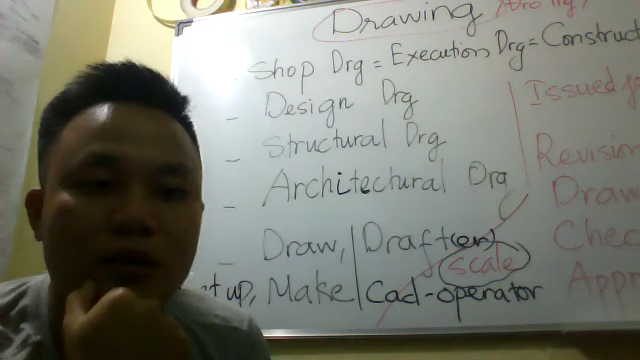 Drawing
Shop Drg = Execution Drg = Construct
- Design Drg
- Structural Drg
- Architectural Drg
- Draw, | Draft(er)
scale
up, Make | Cad-operator
Issued
Revision
Draw
Chec
Appr